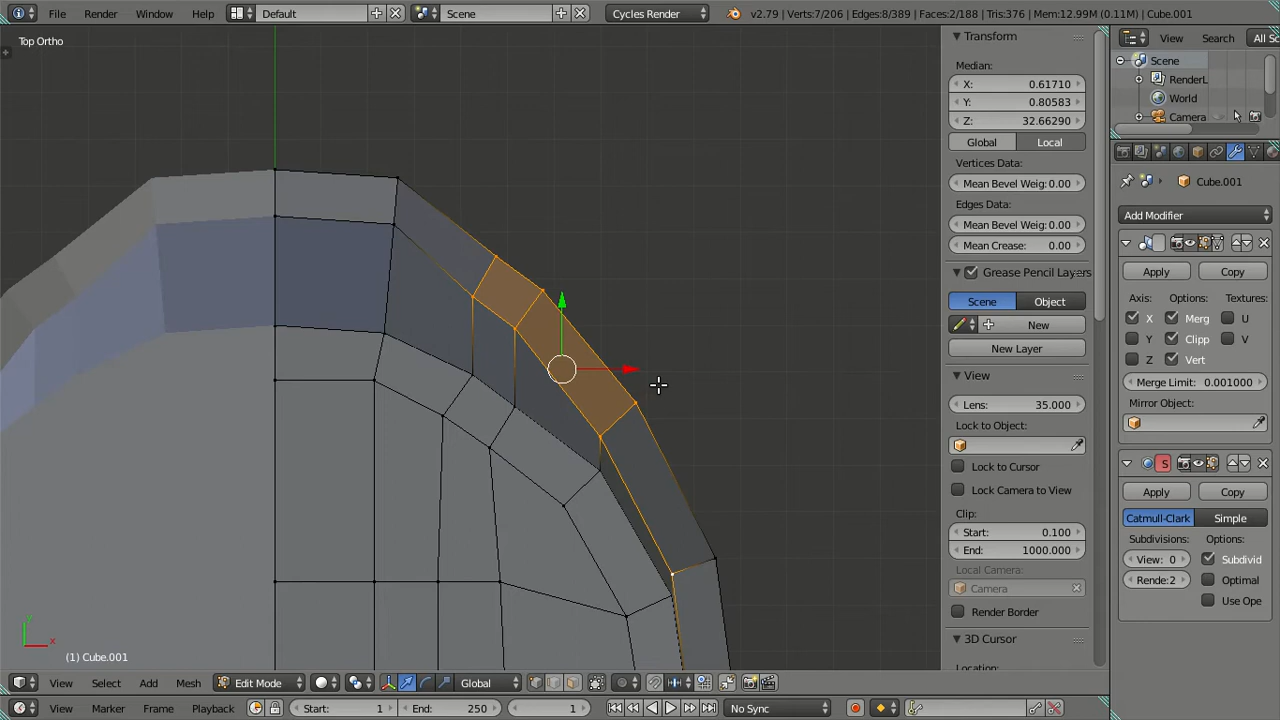 File Render Window Help Default Scene Cycles Render v2.79 | Verts:7/206 | Edges:8/389 | Faces:2/188 | Tris:376 | Mem:12.99M (0.11M) | Cube.001
Top Ortho
(1) Cube.001
View Select Add Mesh Edit Mode Global
View Marker Frame Playback Start: 1 End: 250 1 No Sync
Transform
Median:
X: 0.61710
Y: 0.80583
Z: 32.66290
Global Local
Vertices Data:
Mean Bevel Weig:0.00
Edges Data:
Mean Bevel Weig:0.00
Mean Crease: 0.00
Grease Pencil Layers
Scene Object
New
New Layer
View
Lens: 35.000
Lock to Object:
Lock to Cursor
Lock Camera to View
Clip:
Start: 0.100
End: 1000.000
Local Camera:
Camera
Render Border
3D Cursor
Location:
View Search All Sc
Scene
RenderL
World
Camera
Cube.001
Add Modifier
Apply Copy
Axis: Options: Textures:
X Merg U
Y Clipp V
Z Vert
Merge Limit: 0.001000
Mirror Object:
S
Apply Copy
Catmull-Clark Simple
Subdivisions: Options:
View: 0 Subdivid
Rende:2 Optimal
Use Ope